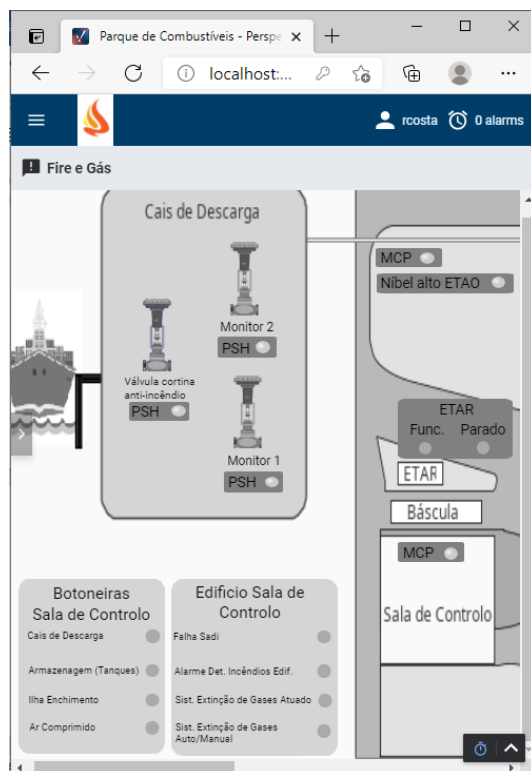 Parque de Combustíveis - Perspe
localhost:...
rcosta
0 alarms
Fire e Gás
Cais de Descarga
Monitor 2
PSH
Válvula cortina
anti-incêndio
PSH
Monitor 1
PSH
MCP
Níbel alto ETAO
ETAR
Func. Parado
ETAR
Báscula
MCP
Sala de Controlo
Botoneiras
Sala de Controlo
Cais de Descarga
Armazenagem (Tanques)
Ilha Enchimento
Ar Comprimido
Edificio Sala de
Controlo
Falha Sadi
Alarme Det. Incêndios Edif.
Sist. Extinção de Gases Atuado
Sist. Extinção de Gases
Auto/Manual